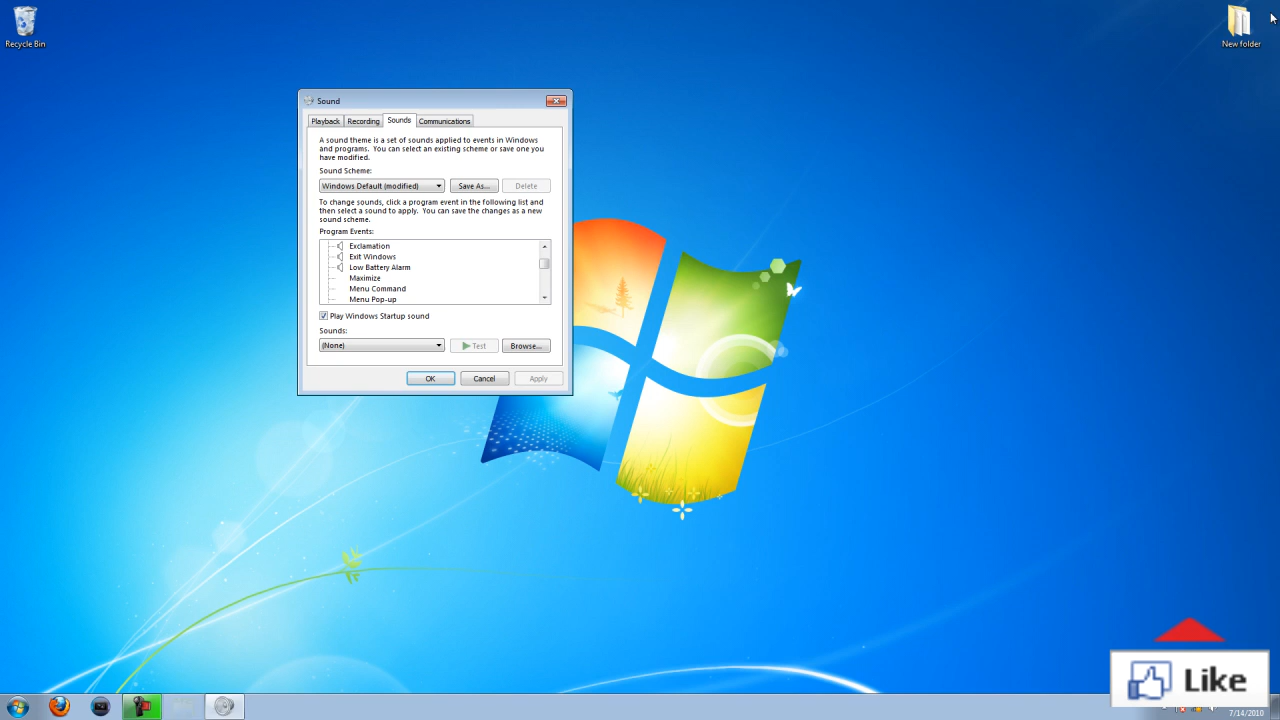 Recycle Bin
New folder
Sound
Playback
Recording
Sounds
Communications
A sound theme is a set of sounds applied to events in Windows
and programs. You can select an existing scheme or save one you
have modified.
Sound Scheme:
Windows Default (modified)
Save As...
Delete
To change sounds, click a program event in the following list and
then select a sound to apply. You can save the changes as a new
sound scheme.
Program Events:
Exclamation
Exit Windows
Low Battery Alarm
Maximize
Menu Command
Menu Pop-up
Play Windows Startup sound
Sounds:
(None)
Test
Browse...
OK
Cancel
Apply
Like
7/14/2010